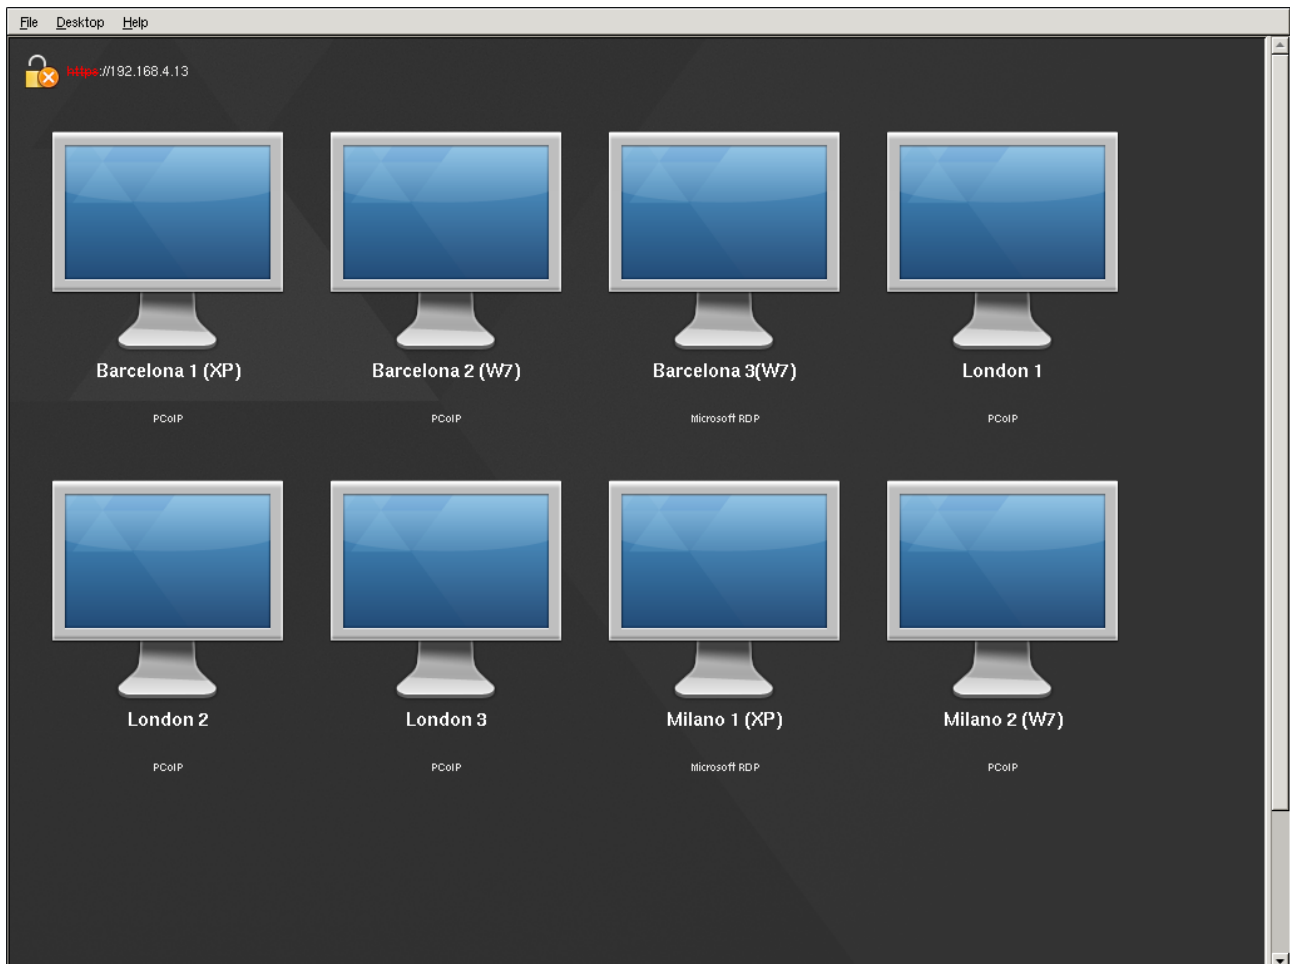 File Desktop Help
https://192.168.4.13
Barcelona 1 (XP) Barcelona 2 (W7) Barcelona 3(W7) London 1
PCoIP PCoIP Microsoft RDP PCoIP
London 2 London 3 Milano 1 (XP) Milano 2 (W7)
PCoIP PCoIP Microsoft RDP PCoIP